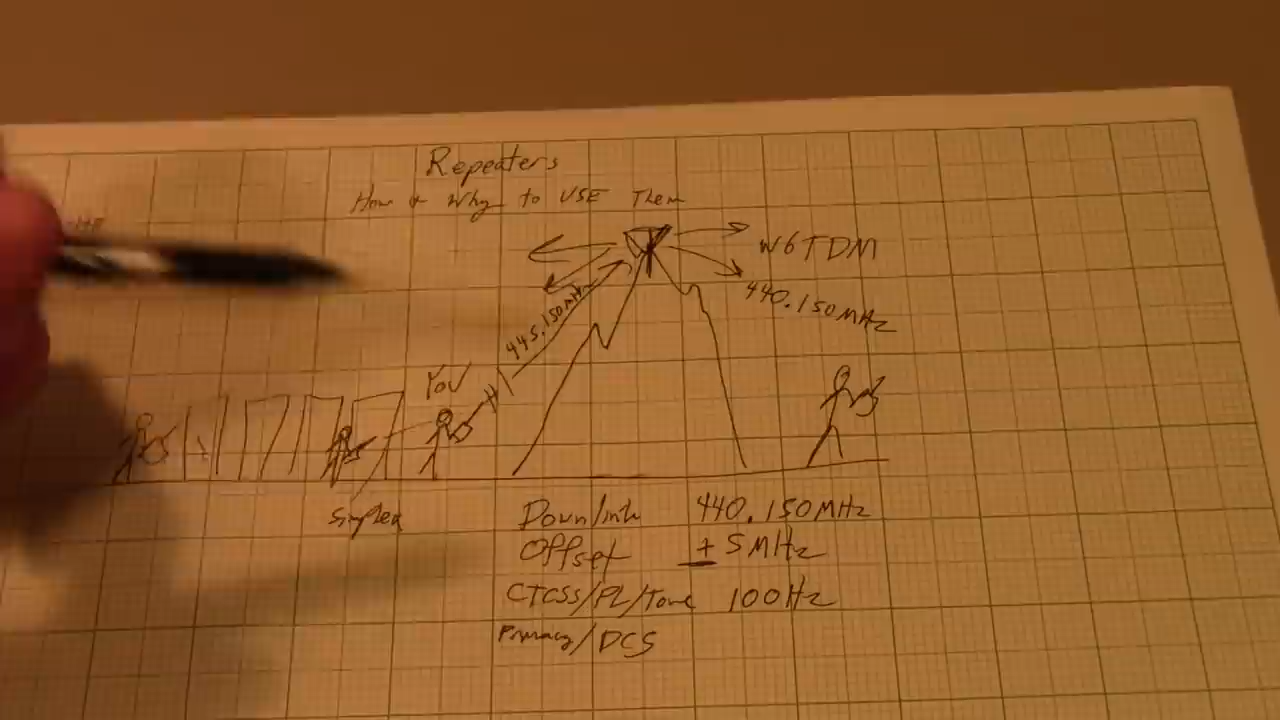 Repeaters
How & Why to USE Them
W6TDM
440.150MHz
445.150MHz
YOU
Simplex
Downlink 440.150MHz
Offset ± 5MHz
CTCSS/PL/Tone 100Hz
Privacy/DCS